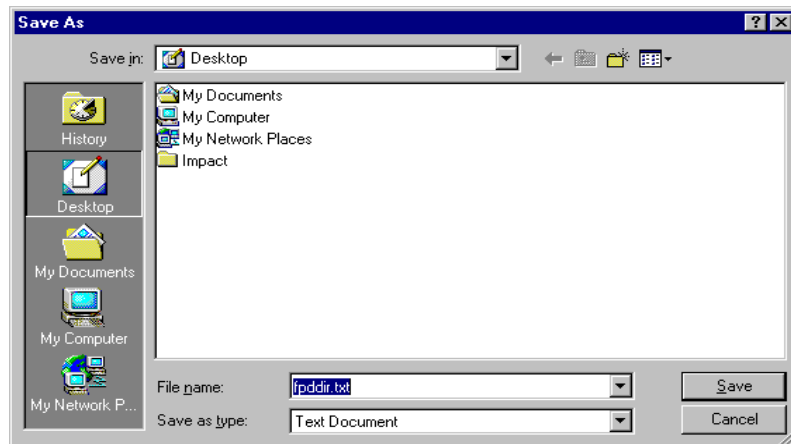 Save As
Save in: Desktop
My Documents
My Computer
My Network Places
Impact
History
Desktop
My Documents
My Computer
My Network P...
File name: fpddir.txt Save
Save as type: Text Document Cancel